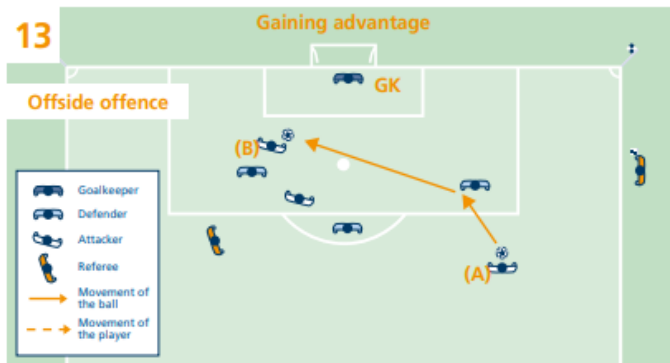 13
Gaining advantage
Offside offence
GK
(B)
(A)
Goalkeeper
Defender
Attacker
Referee
Movement of
the ball
Movement of
the player